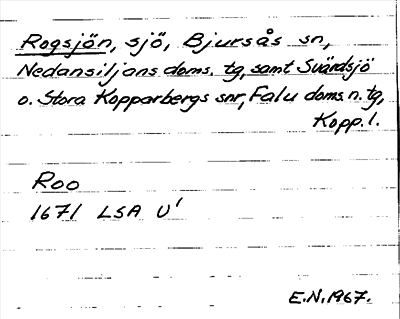 Rogsjön, sjö, Bjursås sn,
Nedansiljans doms. tg, samt Svärdsjö
o. Stora Kopparbergs snr, Falu doms.n. tg,
Kopp. l.
Roo
1671 LSA U'
E.N. 1967.